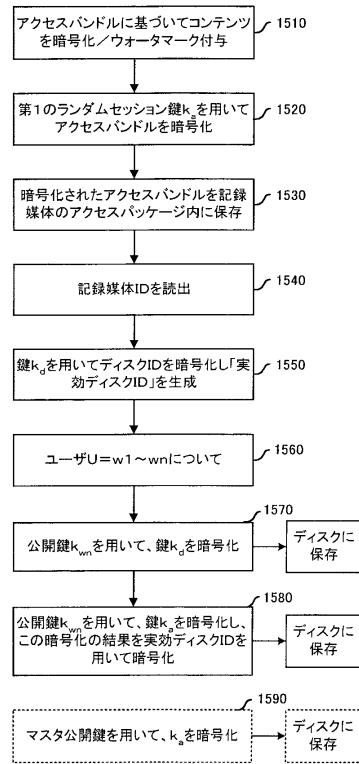 アクセスバンドルに基づいてコンテンツ
を暗号化／ウォータマーク付与
1510
第1のランダムセッション鍵kaを用いて
アクセスバンドルを暗号化
1520
暗号化されたアクセスバンドルを記録
媒体のアクセスパッケージ内に保存
1530
記録媒体IDを読出
1540
鍵kdを用いてディスクIDを暗号化し「実
効ディスクID」を生成
1550
ユーザU=w1～wnについて
1560
1570
公開鍵kwnを用いて、鍵kdを暗号化
ディスクに
保存
1580
公開鍵kwnを用いて、鍵kaを暗号化し、
この暗号化の結果を実効ディスクIDを
用いて暗号化
ディスクに
保存
1590
マスタ公開鍵を用いて、kaを暗号化
ディスクに
保存